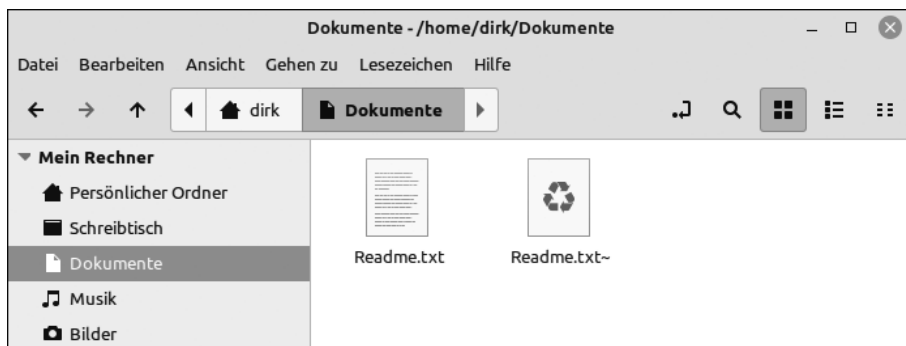 Dokumente - /home/dirk/Dokumente
Datei Bearbeiten Ansicht Gehen zu Lesezeichen Hilfe
dirk Dokumente
Mein Rechner
Persönlicher Ordner
Schreibtisch
Dokumente
Musik
Bilder
Readme.txt Readme.txt~